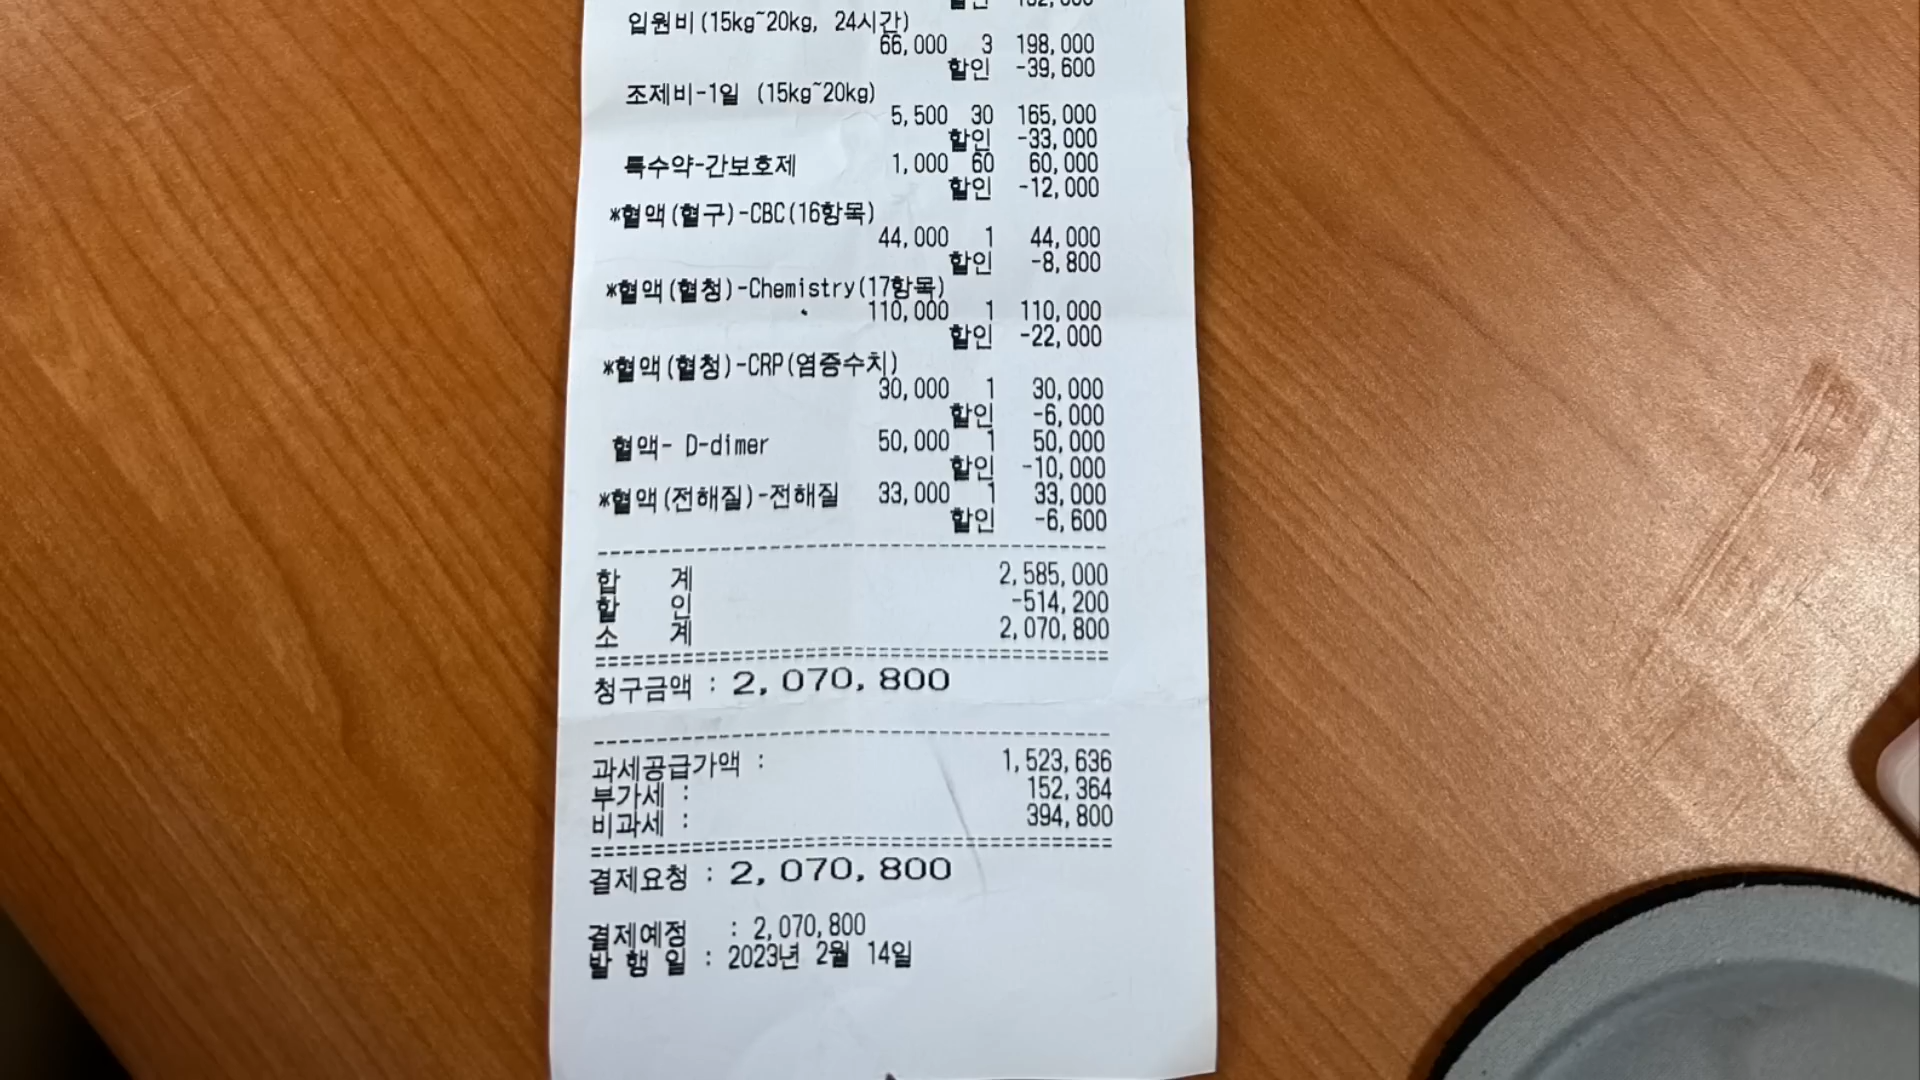 입원비(15kg~20kg, 24시간)
66,000 3 198,000
할인 -39,600
조제비-1일 (15kg~20kg)
5,500 30 165,000
할인 -33,000
특수약-간보호제 1,000 60 60,000
할인 -12,000
*혈액(혈구)-CBC(16항목)
44,000 1 44,000
할인 -8,800
*혈액(혈청)-Chemistry(17항목)
110,000 1 110,000
할인 -22,000
*혈액(혈청)-CRP(염증수치)
30,000 1 30,000
할인 -6,000
혈액- D-dimer 50,000 1 50,000
할인 -10,000
*혈액(전해질)-전해질 33,000 1 33,000
할인 -6,600
합 계 2,585,000
할 인 -514,200
소 계 2,070,800
청구금액 : 2,070,800
과세공급가액 : 1,523,636
부가세 : 152,364
비과세 : 394,800
결제요청 : 2,070,800
결제예정 : 2,070,800
발 행 일 : 2023년 2월 14일